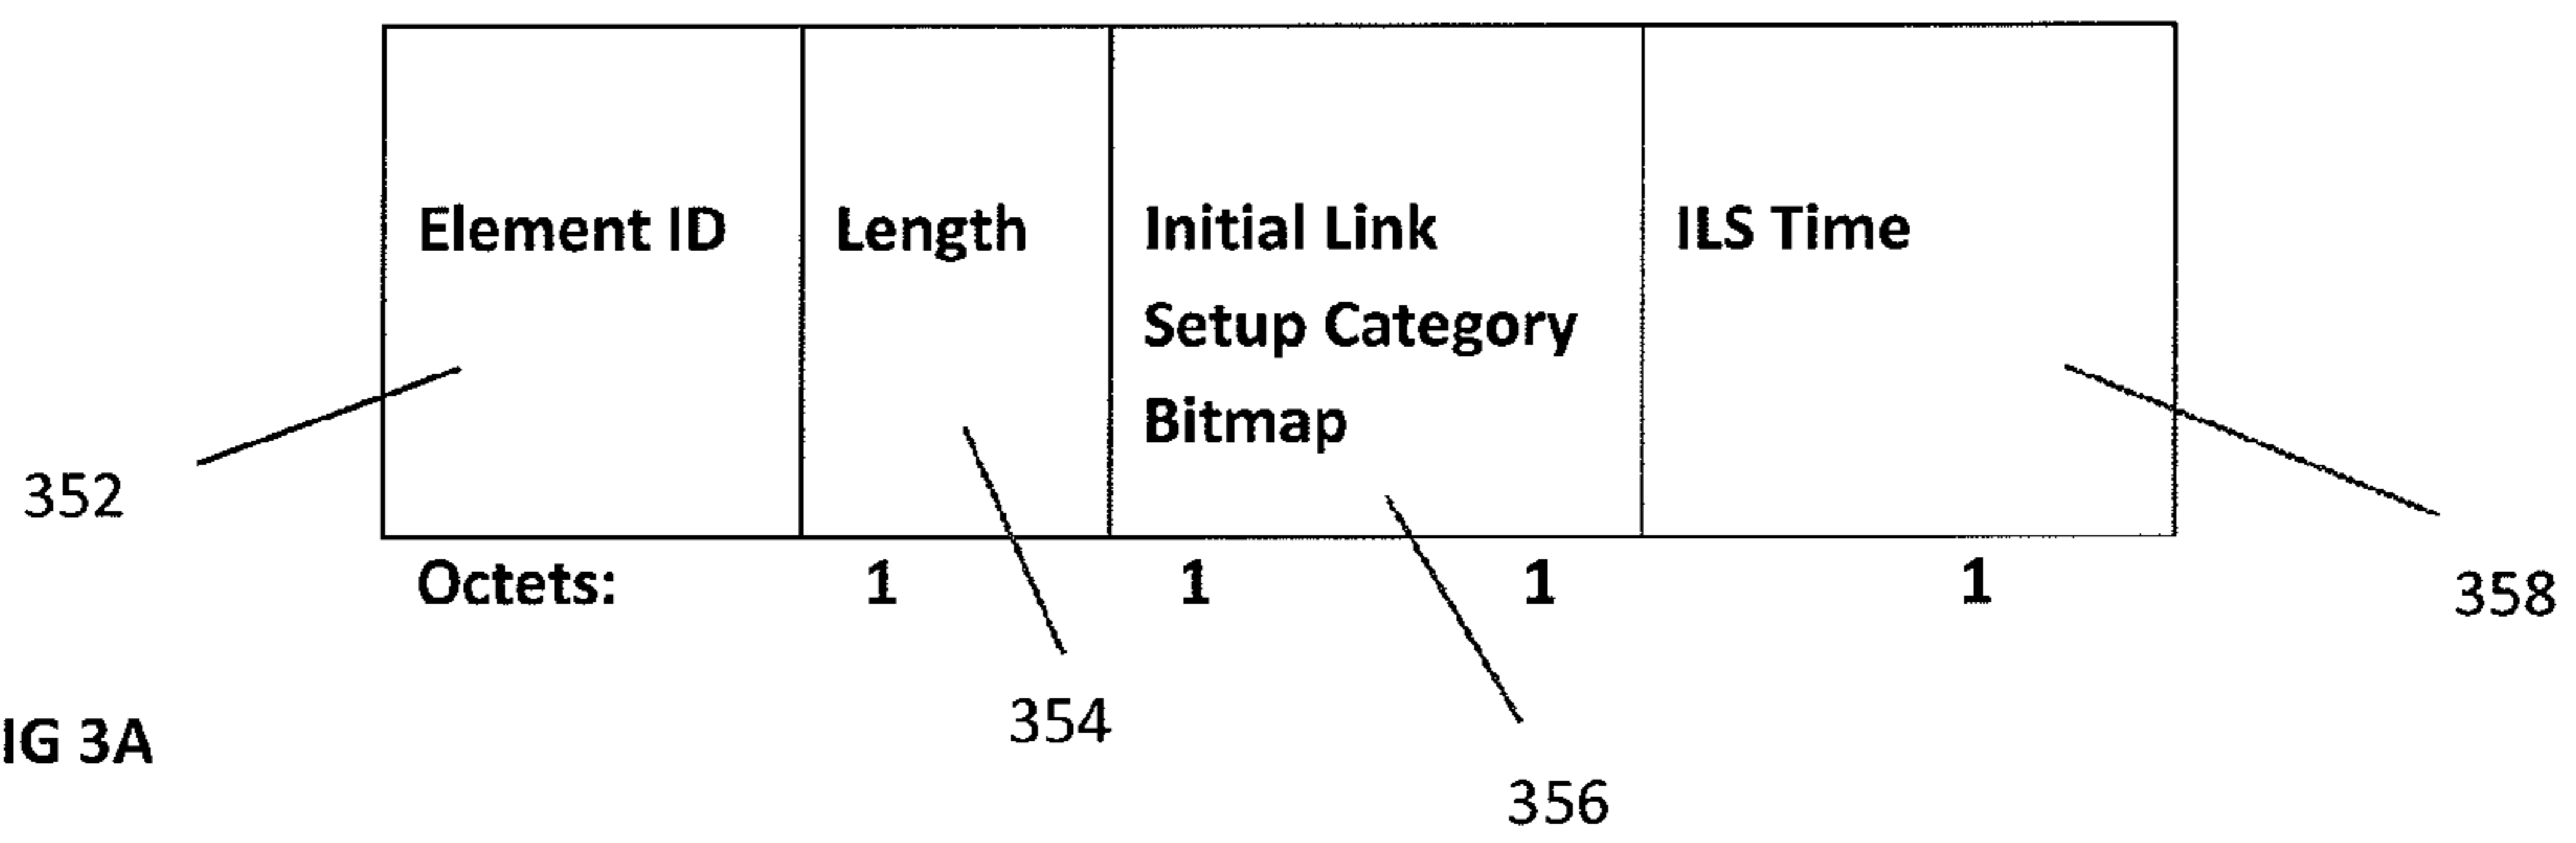 Element ID
Length
Initial Link
Setup Category
Bitmap
ILS Time
352
Octets: 1 1 1 1
358
354
IG 3A
356